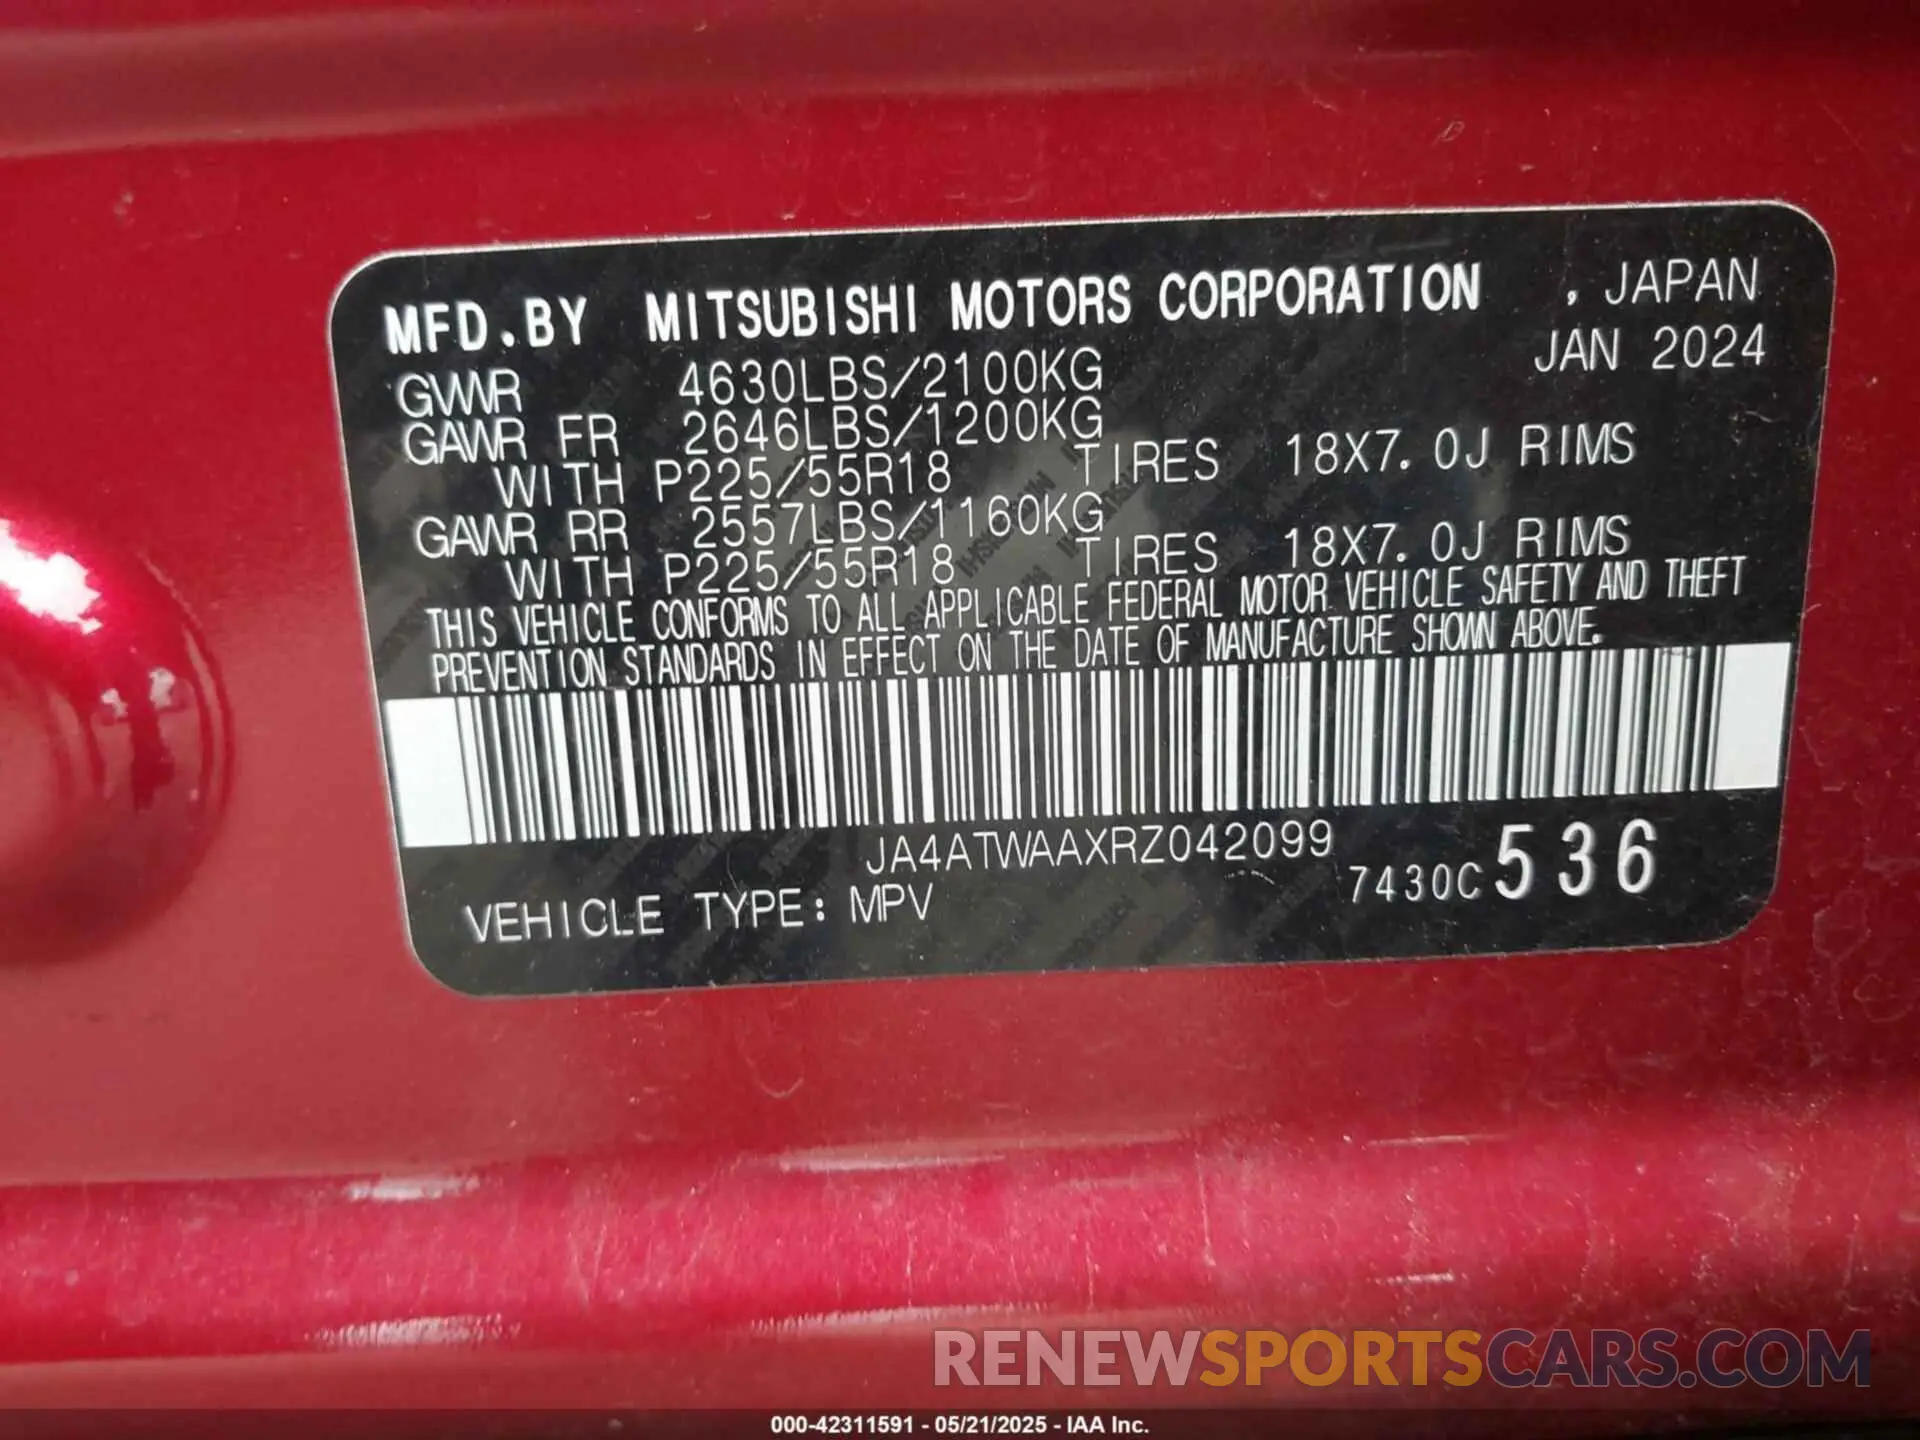 MFD.BY MITSUBISHI MOTORS CORPORATION , JAPAN
GVWR 4630LBS/2100KG JAN 2024
GAWR FR 2646LBS/1200KG
WITH P225/55R18 TIRES 18X7.0J RIMS
GAWR RR 2557LBS/1160KG
WITH P225/55R18 TIRES 18X7.0J RIMS
THIS VEHICLE CONFORMS TO ALL APPLICABLE FEDERAL MOTOR VEHICLE SAFETY AND THEFT
PREVENTION STANDARDS IN EFFECT ON THE DATE OF MANUFACTURE SHOWN ABOVE.
JA4ATWAAXRZ042099
7430C 536
VEHICLE TYPE: MPV
RENEWSPORTSCARS.COM
000-42311591 - 05/21/2025 - IAA Inc.